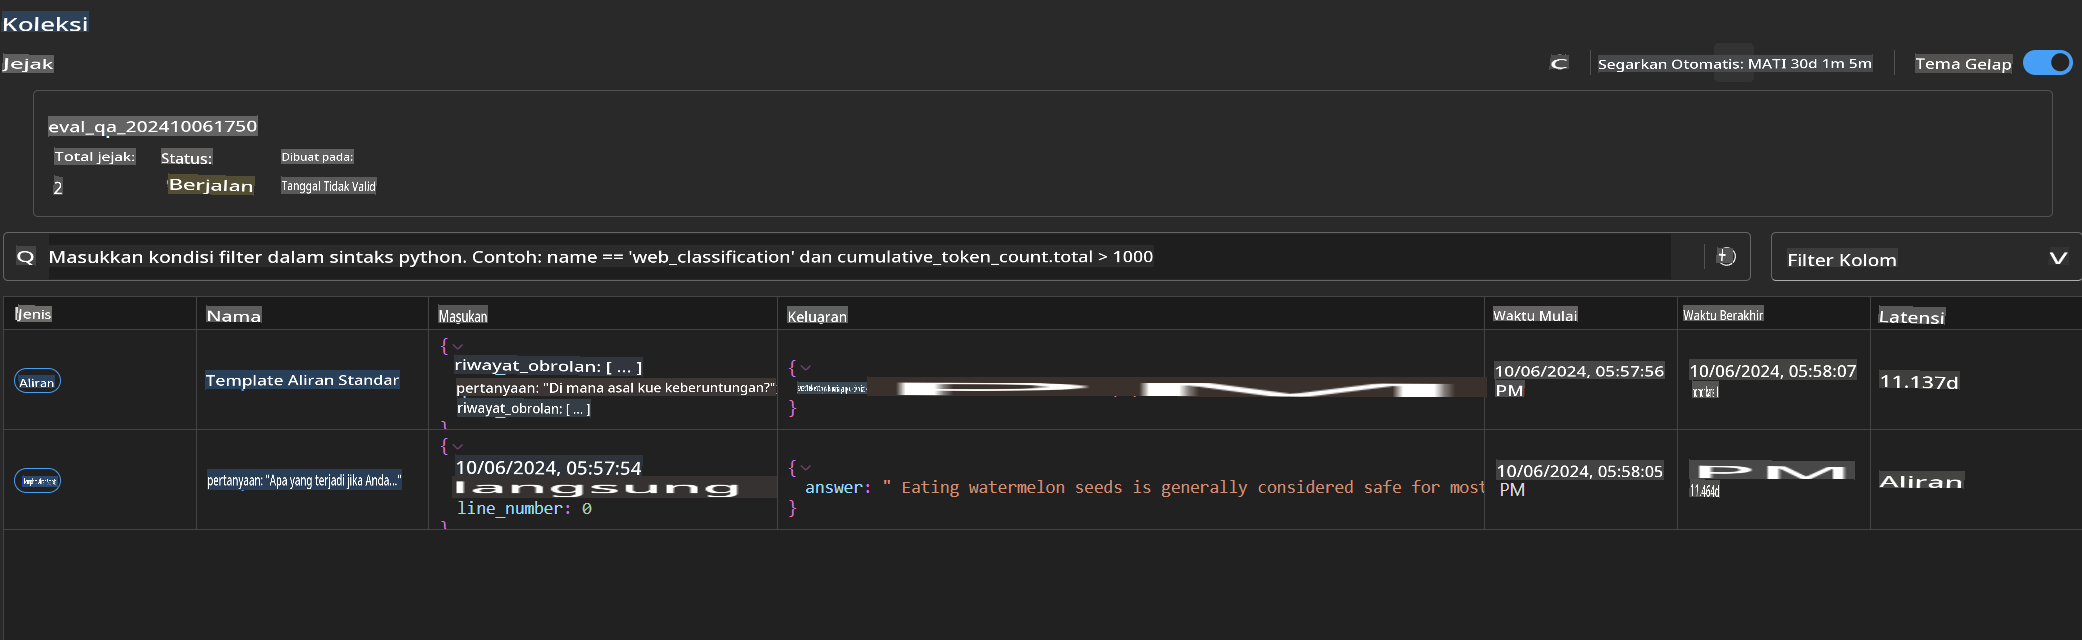 Koleksi
Jejak
Segarkan Otomatis: MATI 30d 1m 5m
Tema Gelap
eval_qa_202410061750
Total jejak:
Status:
Dibuat pada:
2
Berjalan
Tanggal Tidak Valid
Masukkan kondisi filter dalam sintaks python. Contoh: name == 'web_classification' dan cumulative_token_count.total > 1000
Filter Kolom
Jenis
Nama
Masukan
Keluaran
Waktu Mulai
Waktu Berakhir
Latensi
Aliran
Template Aliran Standar
{
riwayat_obrolan: [ ... ]
pertanyaan: "Di mana asal kue keberuntungan?"
riwayat_obrolan: [ ... ]
}
{
PM
}
10/06/2024, 05:57:56
PM
10/06/2024, 05:58:07
11.137d
pertanyaan: "Apa yang terjadi jika Anda..."
{
10/06/2024, 05:57:54
langsung
line_number: 0
}
{
answer: " Eating watermelon seeds is generally considered safe for most
}
10/06/2024, 05:58:05
PM
PM
11.464d
Aliran